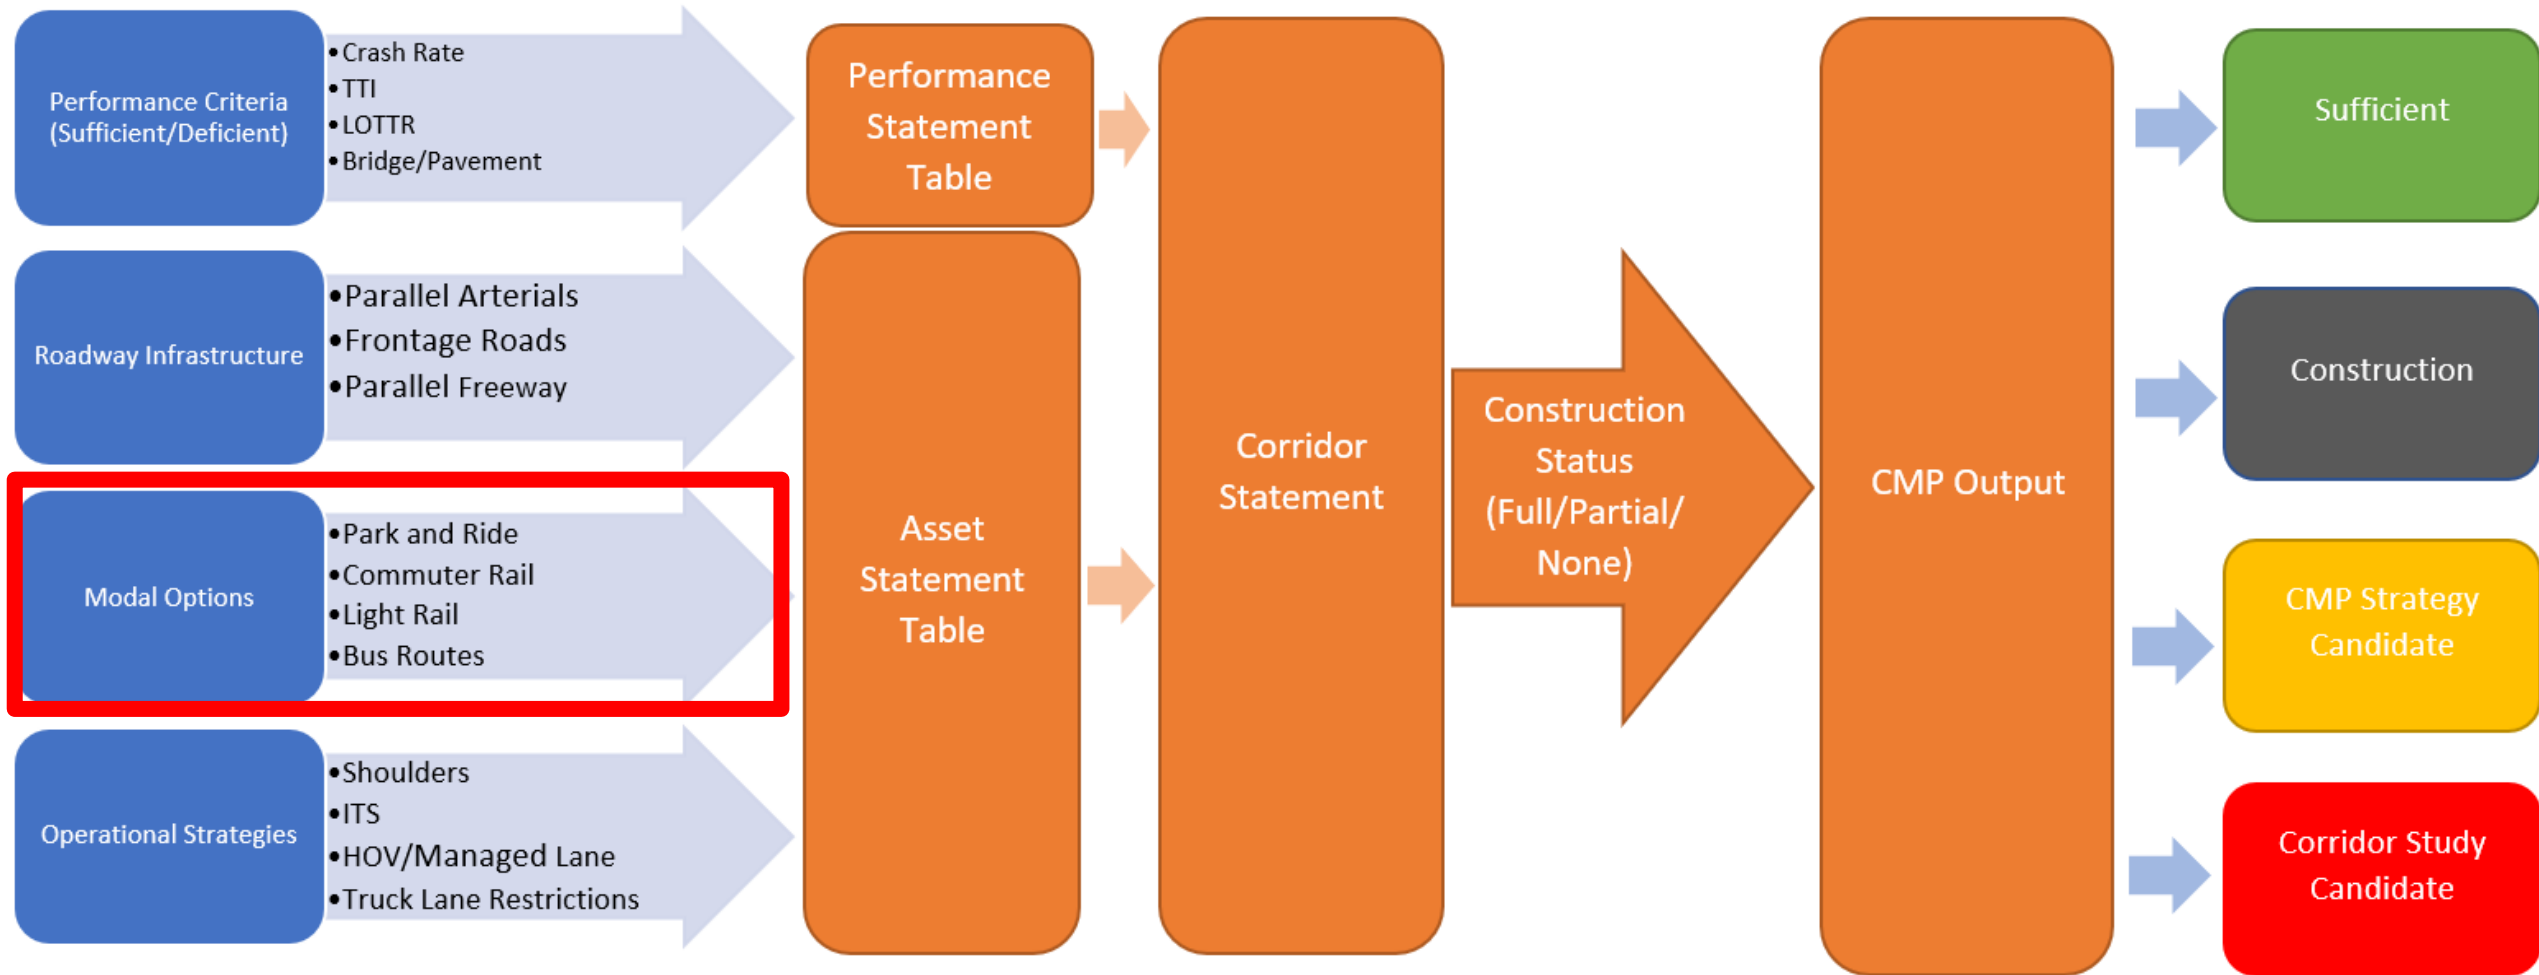 Performance Criteria
(Sufficient/Deficient)
•Crash Rate
•TTI
•LOTTR
•Bridge/Pavement
Roadway Infrastructure
•Parallel Arterials
•Frontage Roads
•Parallel Freeway
Modal Options
•Park and Ride
•Commuter Rail
•Light Rail
•Bus Routes
Operational Strategies
•Shoulders
•ITS
•HOV/Managed Lane
•Truck Lane Restrictions
Performance
Statement
Table
Asset
Statement
Table
Corridor
Statement
Construction
Status
(Full/Partial/
None)
CMP Output
Sufficient
Construction
CMP Strategy
Candidate
Corridor Study
Candidate